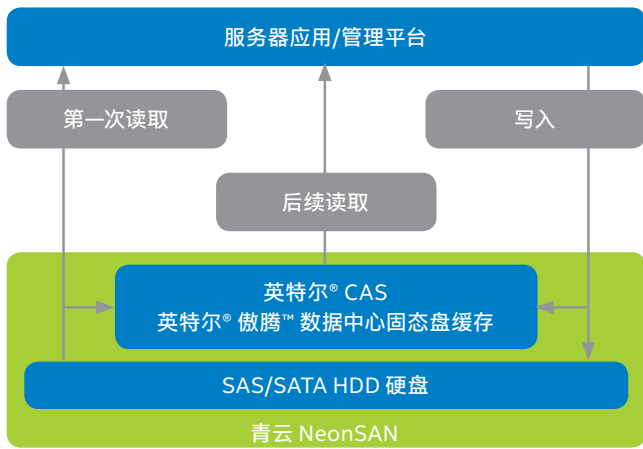 服务器应用/管理平台
第一次读取
写入
后续读取
英特尔® CAS
英特尔® 傲腾™ 数据中心固态盘缓存
SAS/SATA HDD 硬盘
青云 NeonSAN